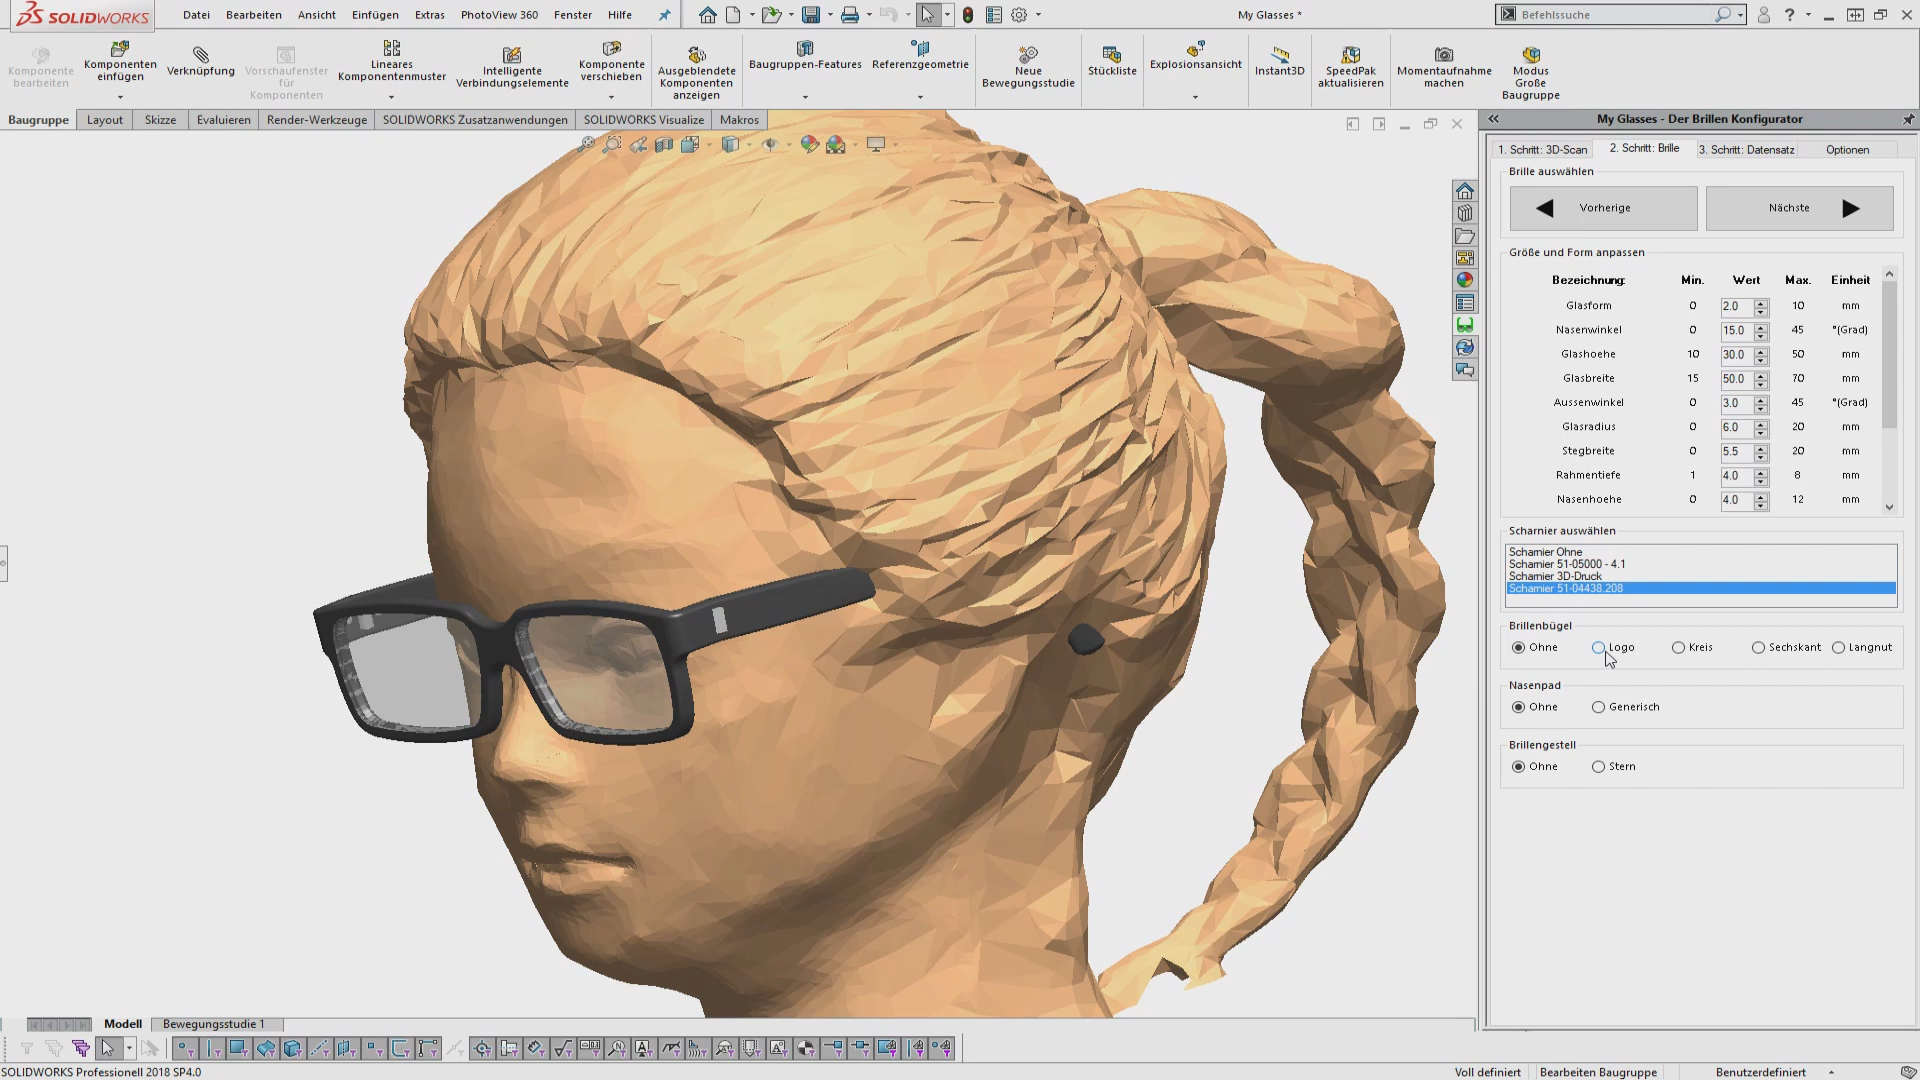 SOLIDWORKS
Datei Bearbeiten Ansicht Einfügen Extras PhotoView 360 Fenster Hilfe
My Glasses *
Befehlssuche
Komponente bearbeiten
Komponenten einfügen
Verknüpfung
Vorschaufenster für Komponenten
Lineares Komponentenmuster
Intelligente Verbindungselemente
Komponente verschieben
Ausgeblendete Komponenten anzeigen
Baugruppen-Features
Referenzgeometrie
Neue Bewegungsstudie
Stückliste
Explosionsansicht
Instant3D
SpeedPak aktualisieren
Momentaufnahme machen
Modus Große Baugruppe
Baugruppe Layout Skizze Evaluieren Render-Werkzeuge SOLIDWORKS Zusatzanwendungen SOLIDWORKS Visualize Makros
My Glasses - Der Brillen Konfigurator
1. Schritt: 3D-Scan 2. Schritt: Brille 3. Schritt: Datensatz Optionen
Brille auswählen
Vorherige Nächste
Größe und Form anpassen
Bezeichnung: Min. Wert Max. Einheit
Glasform 0 2.0 10 mm
Nasenwinkel 0 15.0 45 °(Grad)
Glashoehe 10 30.0 50 mm
Glasbreite 15 50.0 70 mm
Aussenwinkel 0 3.0 45 °(Grad)
Glasradius 0 6.0 20 mm
Stegbreite 0 5.5 20 mm
Rahmentiefe 1 4.0 8 mm
Nasenhoehe 0 4.0 12 mm
Scharnier auswählen
Scharnier Ohne
Scharnier 51-05000 - 4.1
Scharnier 3D-Druck
Scharnier 51-04438.208
Brillenbügel
Ohne Logo Kreis Sechskant Langnut
Nasenpad
Ohne Generisch
Brillengestell
Ohne Stern
Modell Bewegungsstudie 1
SOLIDWORKS Professionell 2018 SP4.0
Voll definiert Bearbeiten Baugruppe Benutzerdefiniert